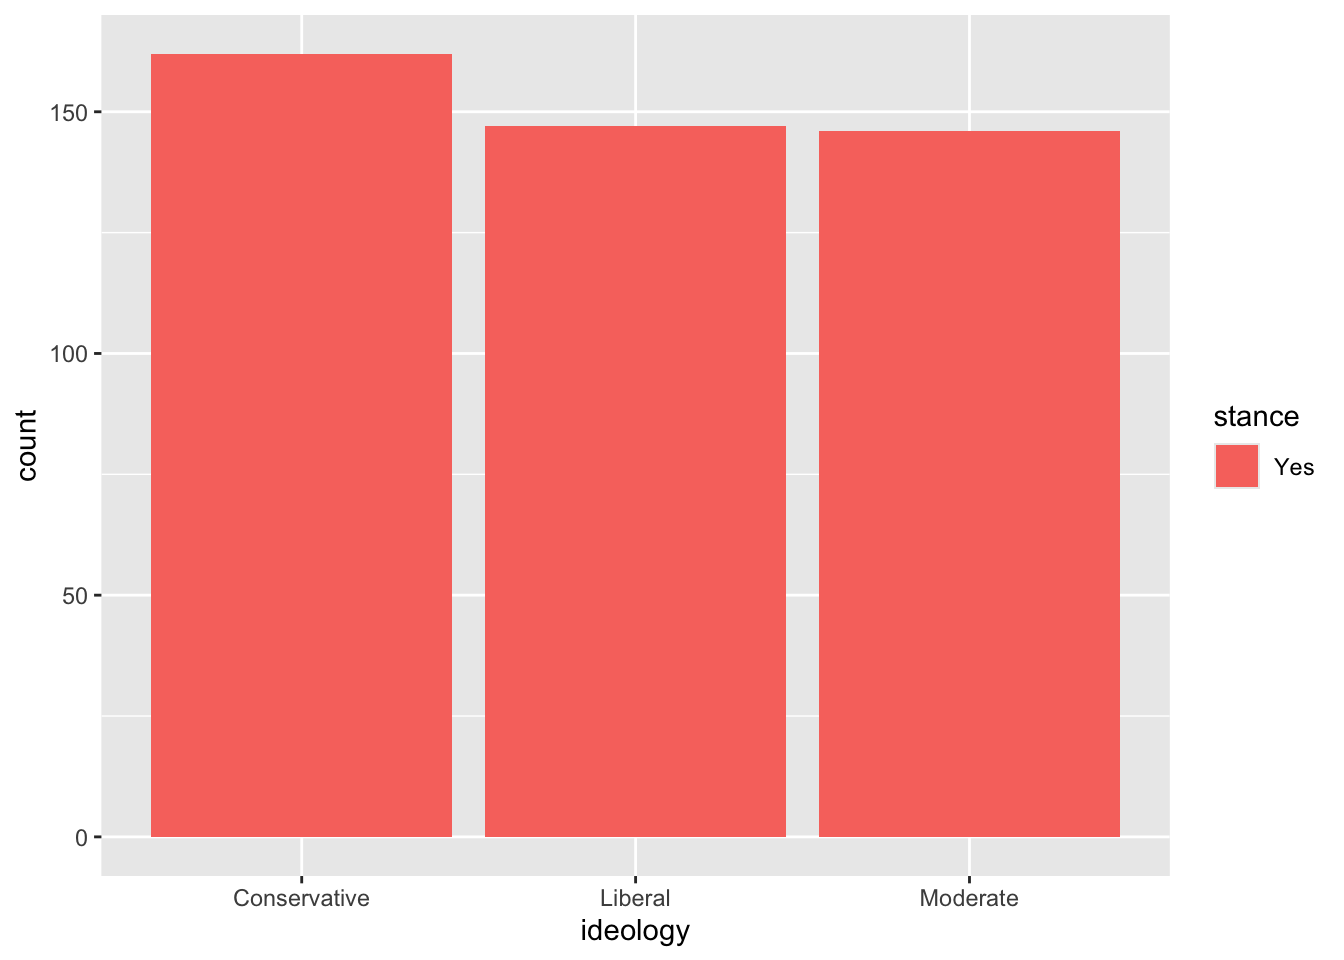 150
100
50
0
count
Conservative
Liberal
Moderate
ideology
stance
Yes